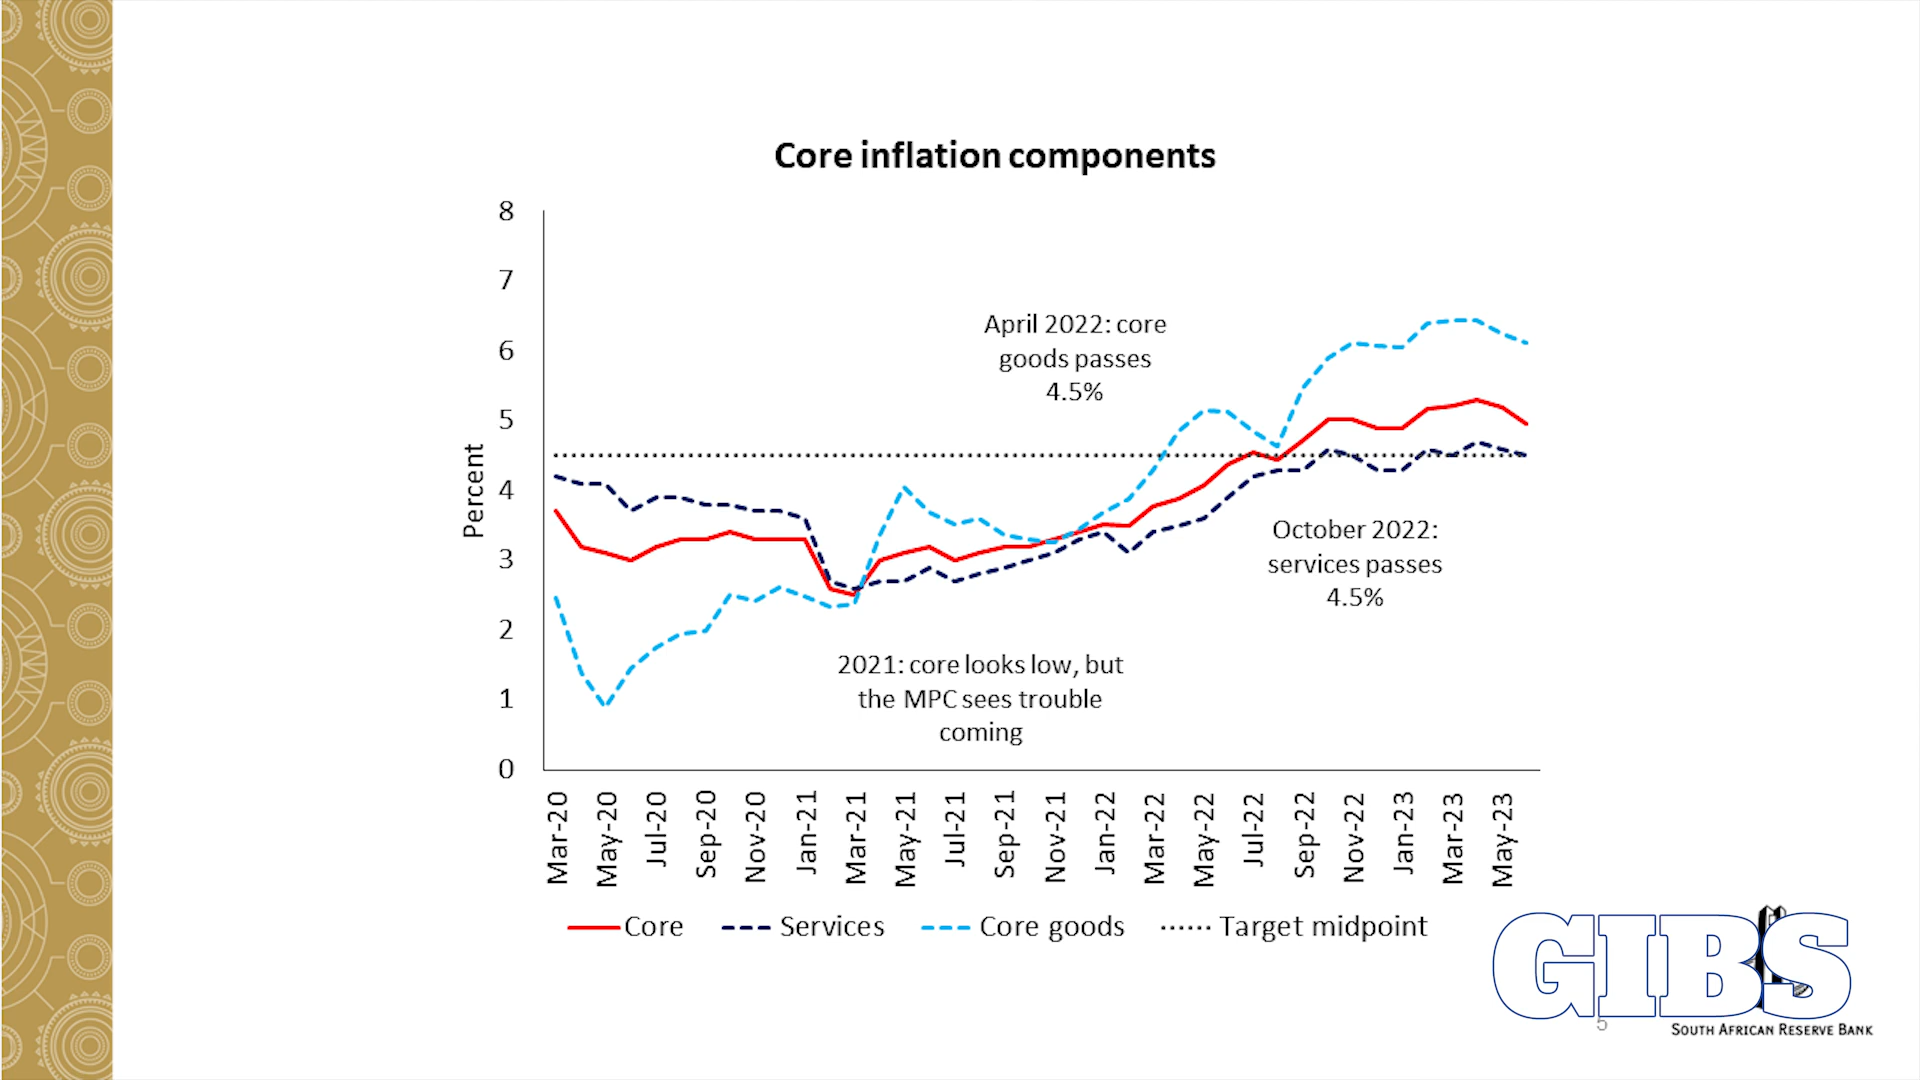 Core inflation components
8
7
6
5
4
3
2
1
0
Percent
April 2022: core
goods passes
4.5%
October 2022:
services passes
4.5%
2021: core looks low, but
the MPC sees trouble
coming
Mar-20
May-20
Jul-20
Sep-20
Nov-20
Jan-21
Mar-21
May-21
Jul-21
Sep-21
Nov-21
Jan-22
Mar-22
May-22
Jul-22
Sep-22
Nov-22
Jan-23
Mar-23
May-23
Core Services Core goods Target midpoint
GIBS
5
SOUTH AFRICAN RESERVE BANK